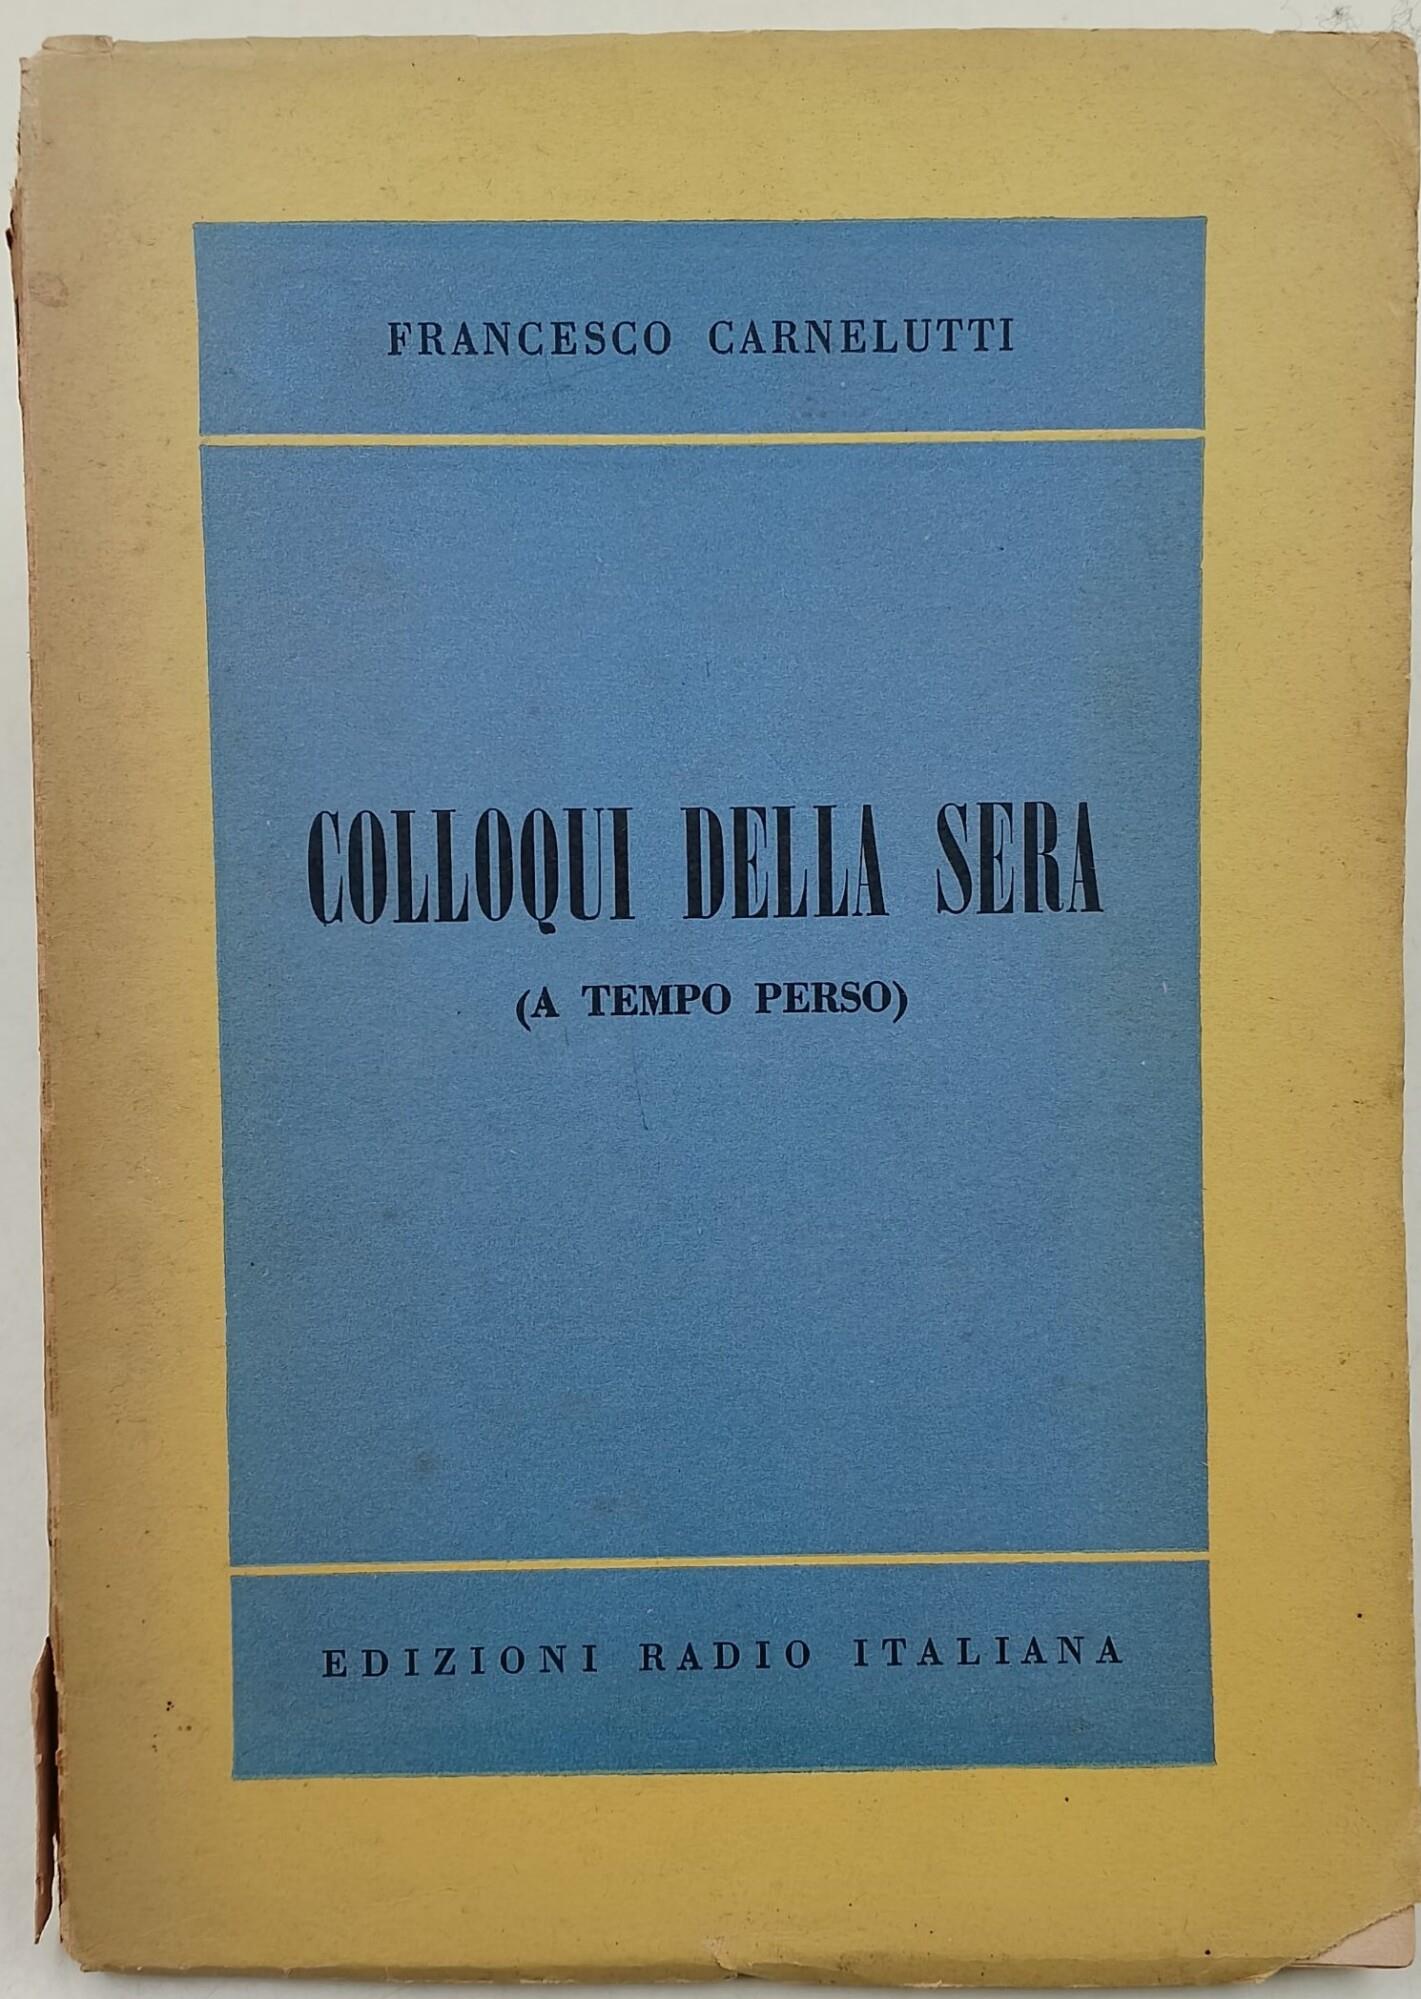 FRANCESCO CARNELUTTI
COLLOQUI DELLA SERA
(A TEMPO PERSO)
EDIZIONI RADIO ITALIANA